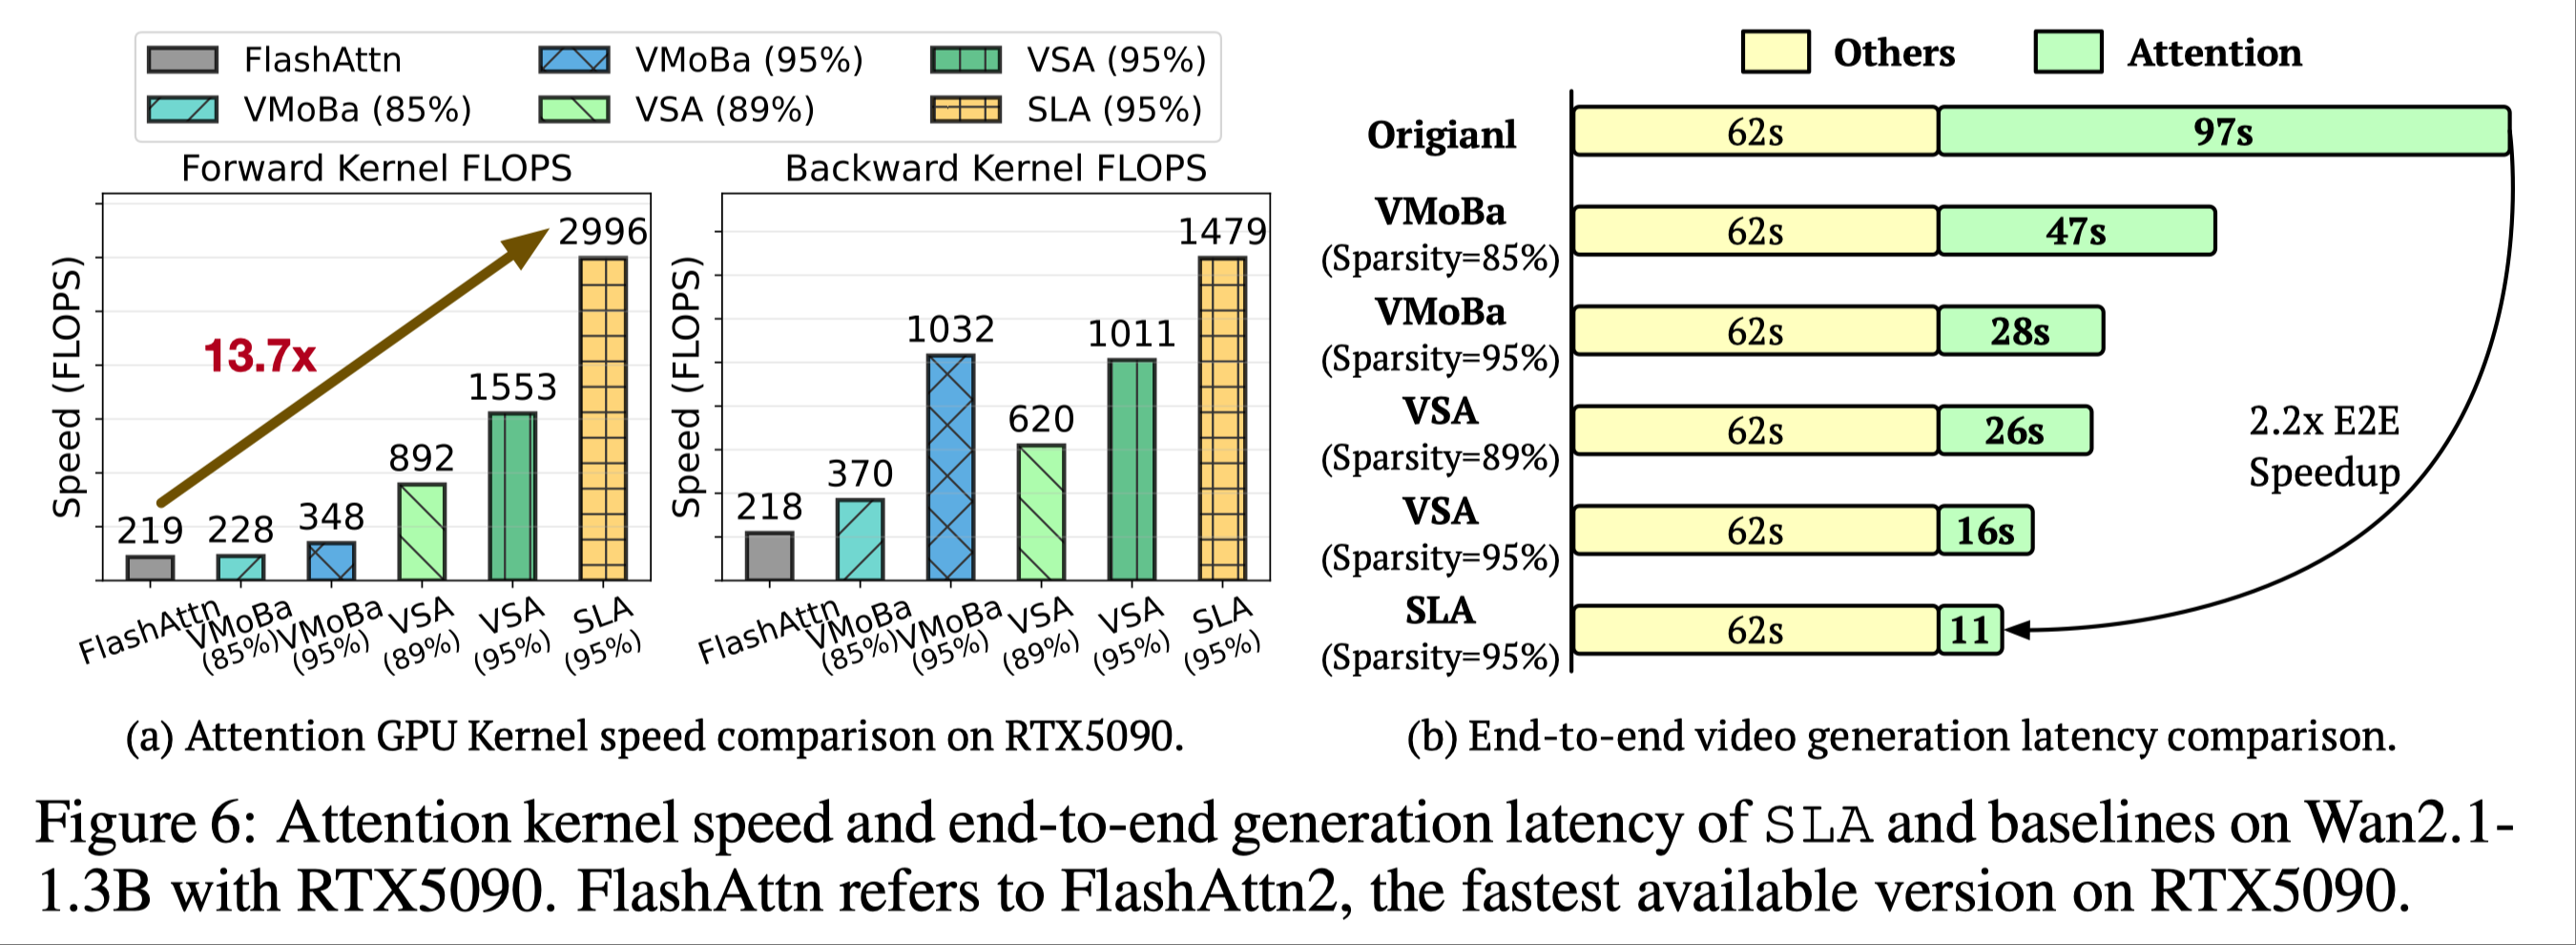 FlashAttn
VMoBa (85%)
VMoBa (95%)
VSA (89%)
VSA (95%)
SLA (95%)
Forward Kernel FLOPS
Speed (FLOPS)
13.7x
219
228
348
892
1553
2996
FlashAttn
VMoBa
(85%)
VMoBa
(95%)
VSA
(89%)
VSA
(95%)
SLA
(95%)
Backward Kernel FLOPS
Speed (FLOPS)
218
370
1032
620
1011
1479
FlashAttn
VMoBa
(85%)
VMoBa
(95%)
VSA
(89%)
VSA
(95%)
SLA
(95%)
(a) Attention GPU Kernel speed comparison on RTX5090.
Others
Attention
Origianl
62s
97s
VMoBa
(Sparsity=85%)
62s
47s
VMoBa
(Sparsity=95%)
62s
28s
VSA
(Sparsity=89%)
62s
26s
VSA
(Sparsity=95%)
62s
16s
SLA
(Sparsity=95%)
62s
11
2.2x E2E
Speedup
(b) End-to-end video generation latency comparison.
Figure 6: Attention kernel speed and end-to-end generation latency of SLA and baselines on Wan2.1-
1.3B with RTX5090. FlashAttn refers to FlashAttn2, the fastest available version on RTX5090.